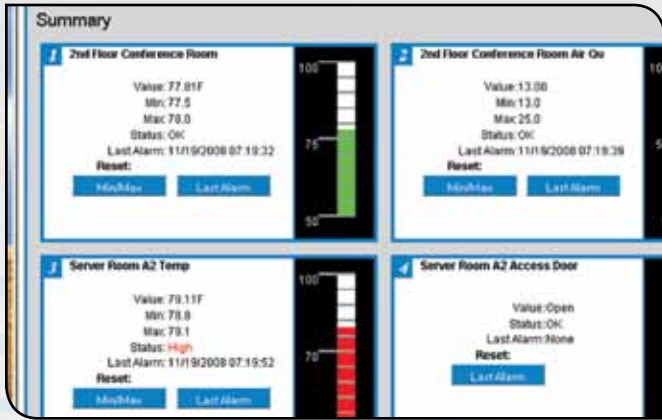 Summary
1 2nd Floor Conference Room
Value: 77.81F
Min: 77.5
Max: 78.0
Status: OK
Last Alarm: 11/19/2008 07:19:32
Reset:
Min/Max Last Alarm
100
75
50
2 2nd Floor Conference Room Air Qu
Value: 13.08
Min: 13.0
Max: 25.0
Status: OK
Last Alarm: 11/19/2008 07:19:39
Reset:
Min/Max Last Alarm
10
5
3 Server Room A2 Temp
Value: 79.11F
Min: 78.8
Max: 79.1
Status: High
Last Alarm: 11/19/2008 07:15:52
Reset:
Min/Max Last Alarm
100
70
4 Server Room A2 Access Door
Value: Open
Status: OK
Last Alarm: None
Reset:
Last Alarm